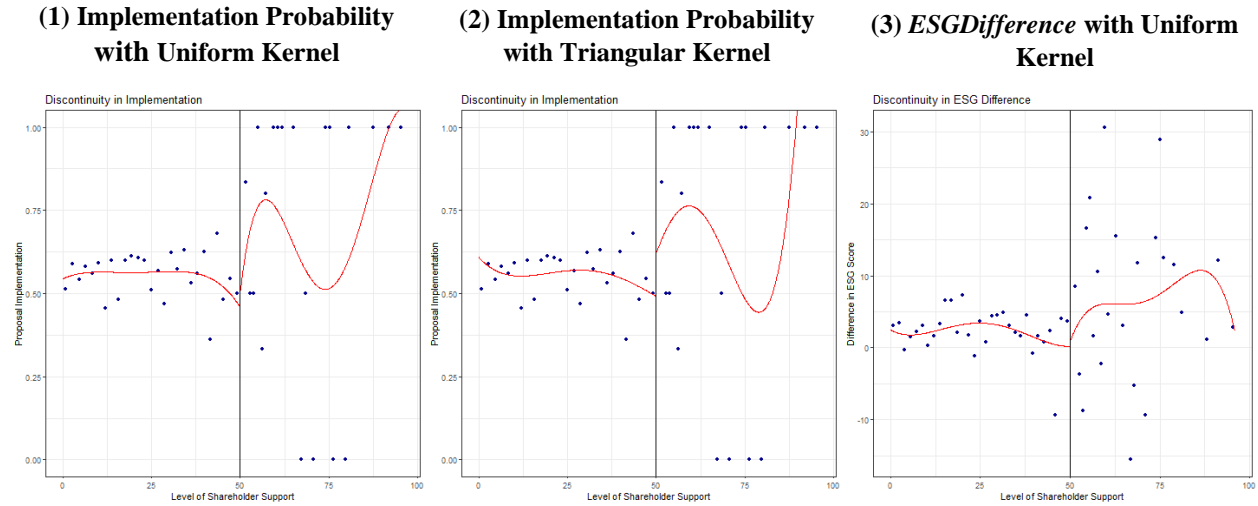 (1) Implementation Probability
with Uniform Kernel
Discontinuity in Implementation
Proposal Implementation
1.00
0.75
0.50
0.25
0.00
0
25
50
75
100
Level of Shareholder Support
(2) Implementation Probability
with Triangular Kernel
Discontinuity in Implementation
Proposal Implementation
1.00
0.75
0.50
0.25
0.00
0
25
50
75
100
Level of Shareholder Support
(3) ESGDifference with Uniform
Kernel
Discontinuity in ESG Difference
Difference in ESG Score
30
20
10
0
-10
0
25
50
75
100
Level of Shareholder Support